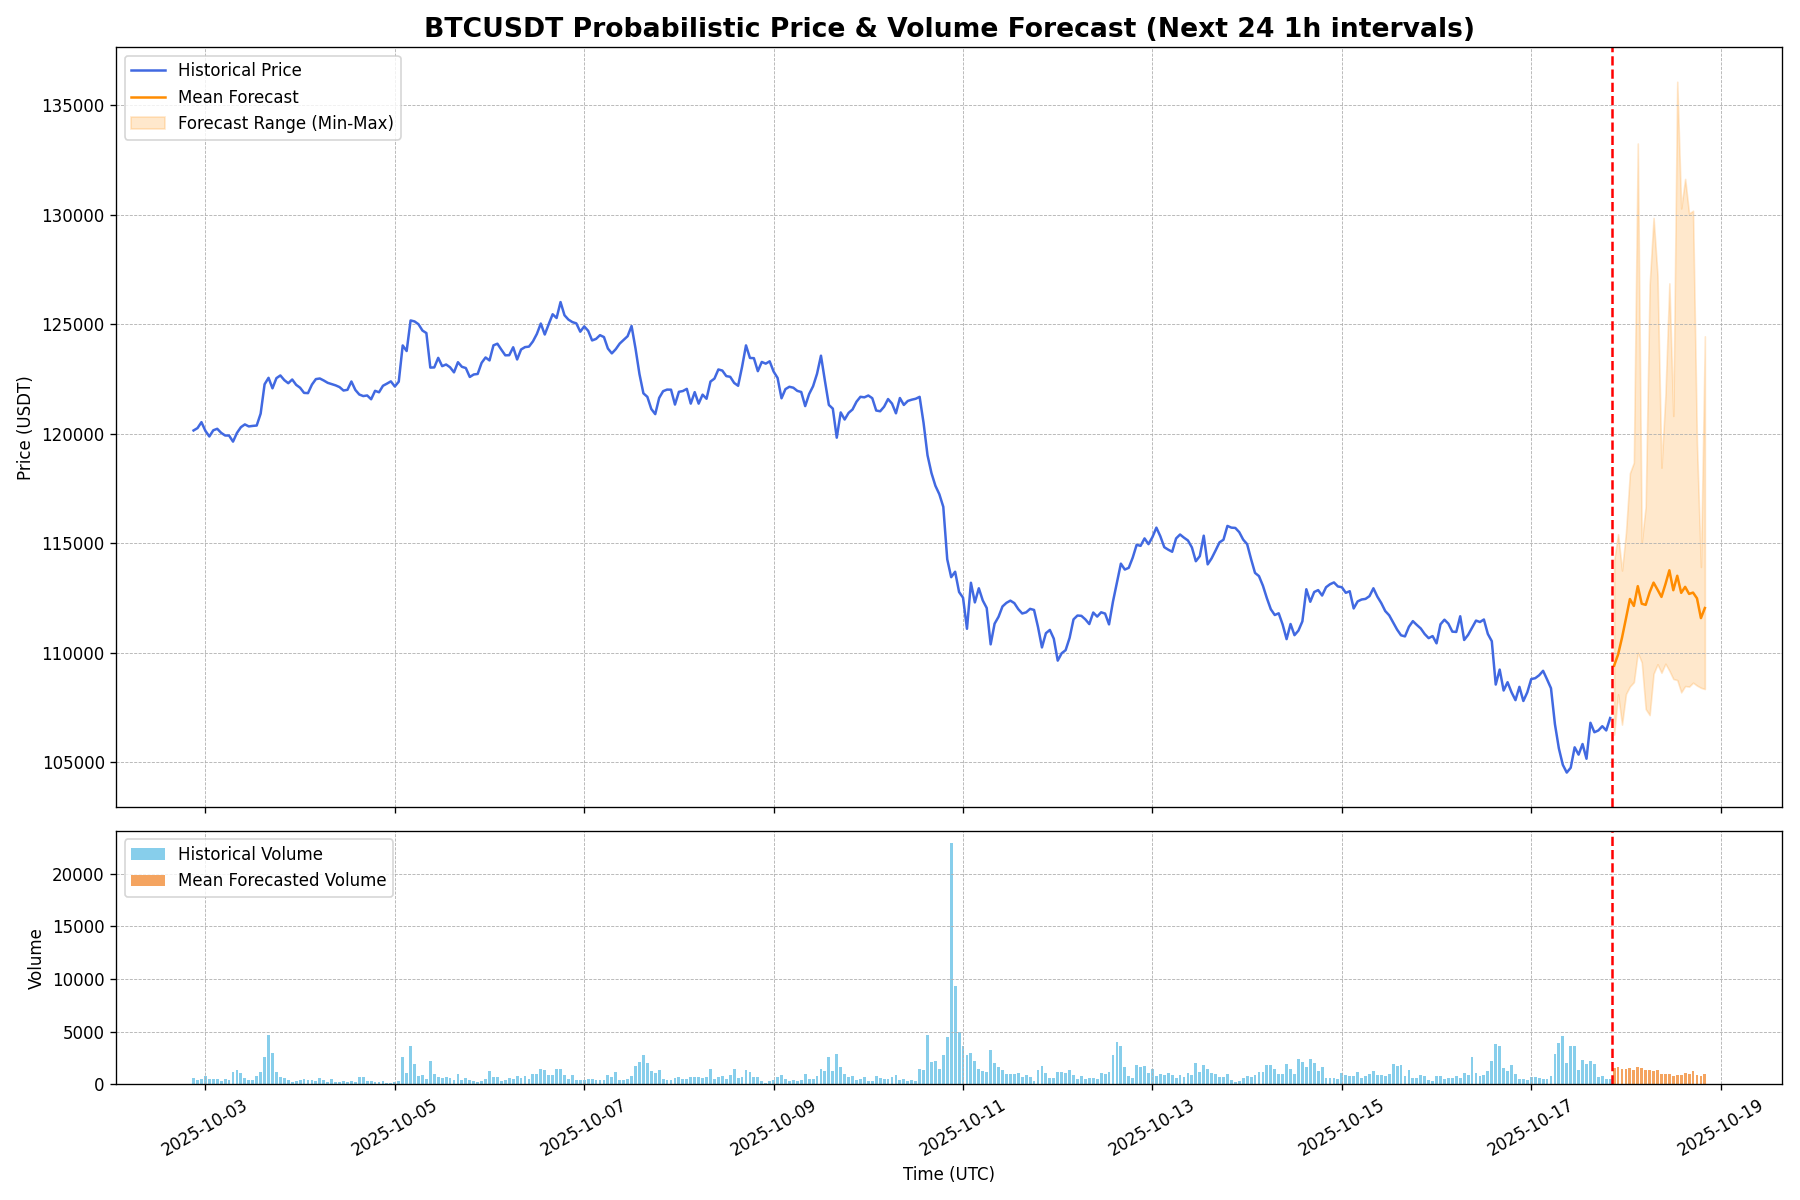 BTCUSDT Probabilistic Price & Volume Forecast (Next 24 1h intervals)
Historical Price
Mean Forecast
Forecast Range (Min-Max)
135000
130000
125000
120000
115000
110000
105000
Price (USDT)
Historical Volume
Mean Forecasted Volume
20000
15000
10000
5000
0
Volume
2025-10-03
2025-10-05
2025-10-07
2025-10-09
2025-10-11
2025-10-13
2025-10-15
2025-10-17
2025-10-19
Time (UTC)